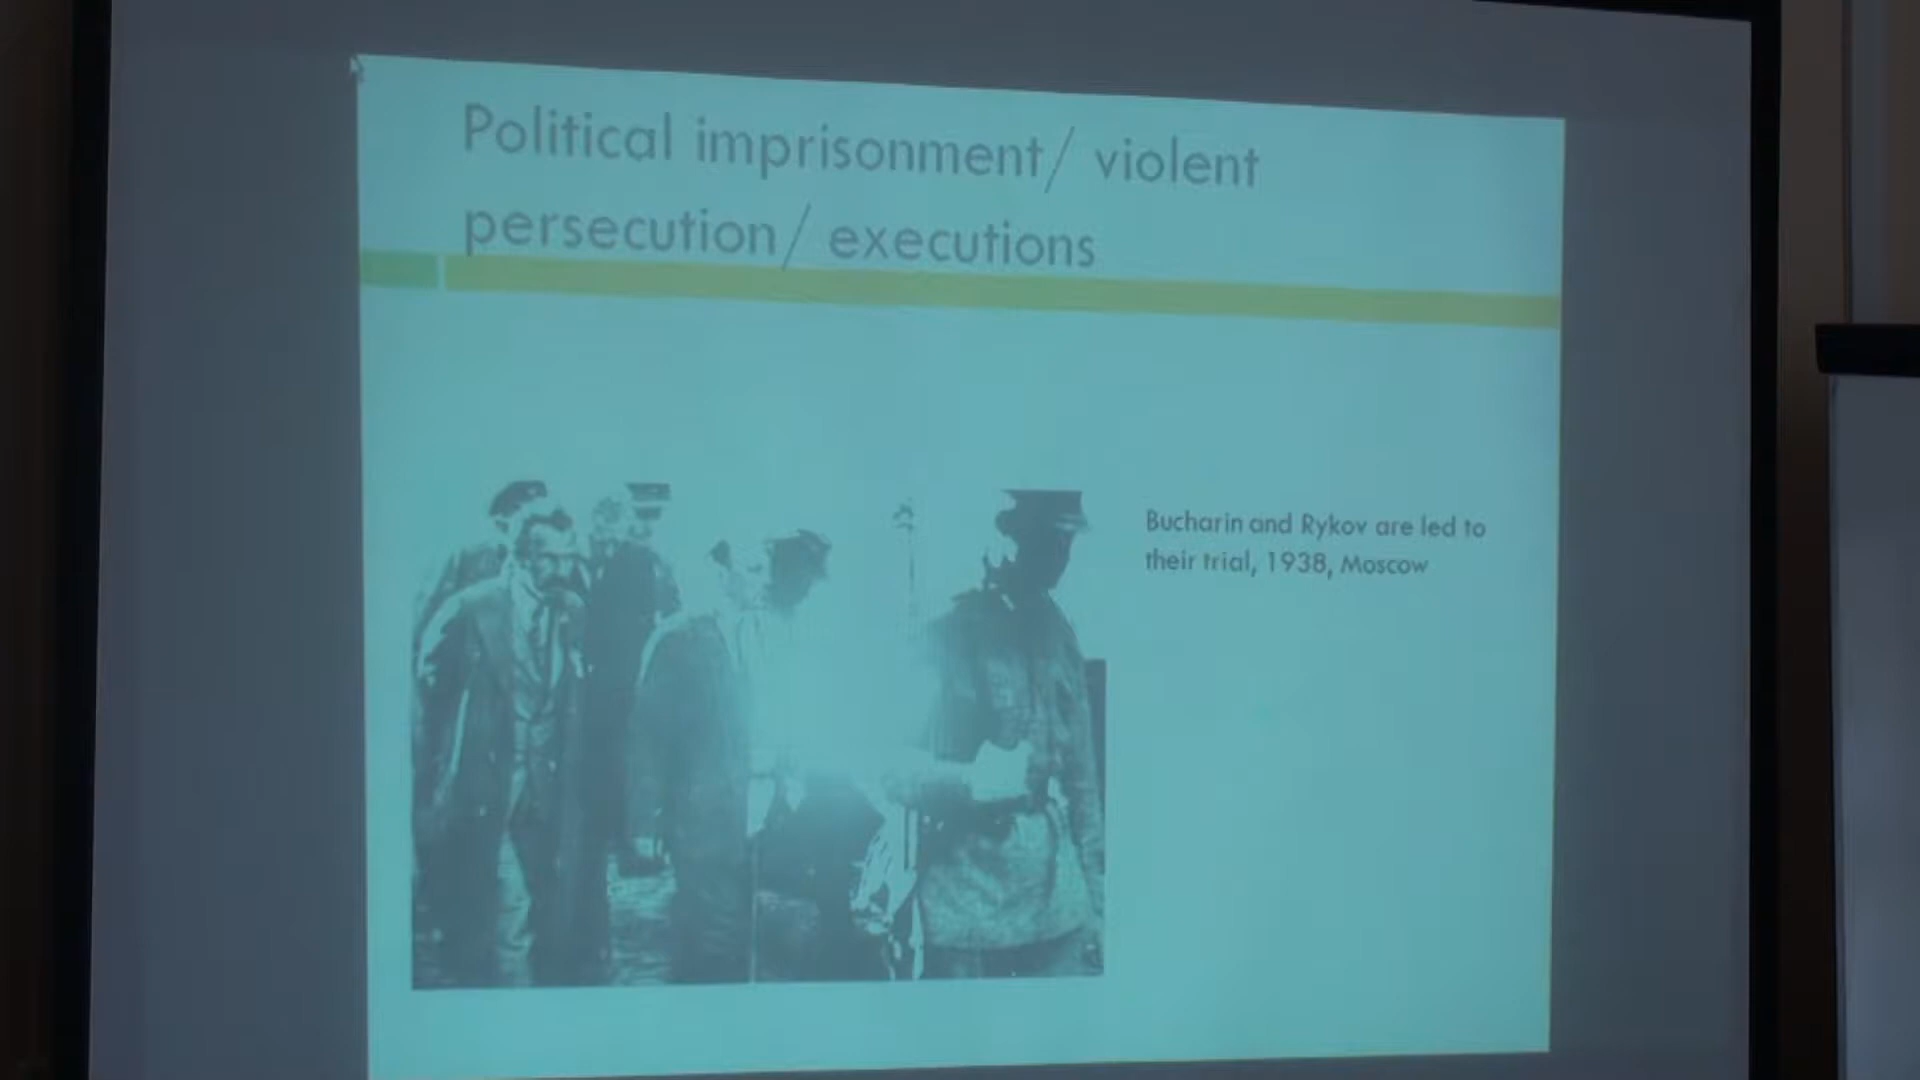 Political imprisonment/ violent
persecution/ executions
Bucharin and Rykov are led to
their trial, 1938, Moscow